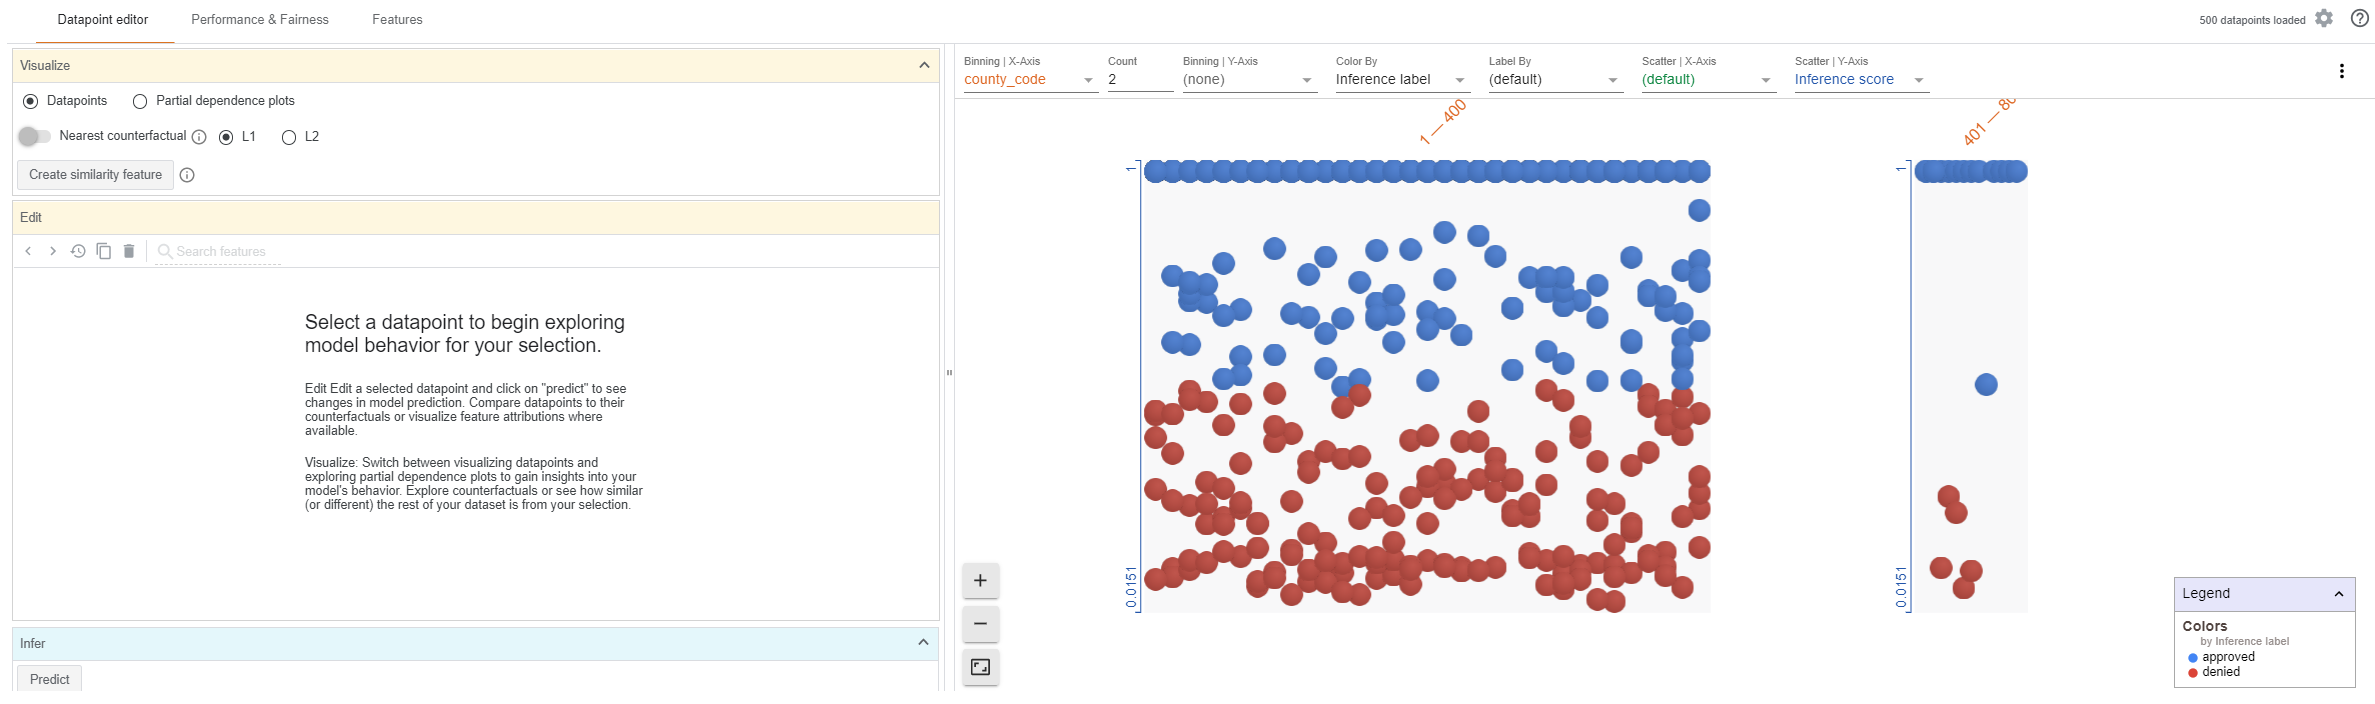 Datapoint editor
Performance & Fairness
Features
500 datapoints loaded
Visualize
Datapoints
Partial dependence plots
Nearest counterfactual
L1
L2
Create similarity feature
Edit
Search features
Select a datapoint to begin exploring
model behavior for your selection.
Edit Edit a selected datapoint and click on "predict" to see
changes in model prediction. Compare datapoints to their
counterfactuals or visualize feature attributions where
available.
Visualize: Switch between visualizing datapoints and
exploring partial dependence plots to gain insights into your
model's behavior. Explore counterfactuals or see how similar
(or different) the rest of your dataset is from your selection.
Infer
Predict
Binning | X-Axis
county_code
Count
2
Binning | Y-Axis
(none)
Color By
Inference label
Label By
(default)
Scatter | X-Axis
(default)
Scatter | Y-Axis
Inference score
1 — 400
1
0.0151
401 —
1
0.0151
Legend
Colors
by Inference label
approved
denied